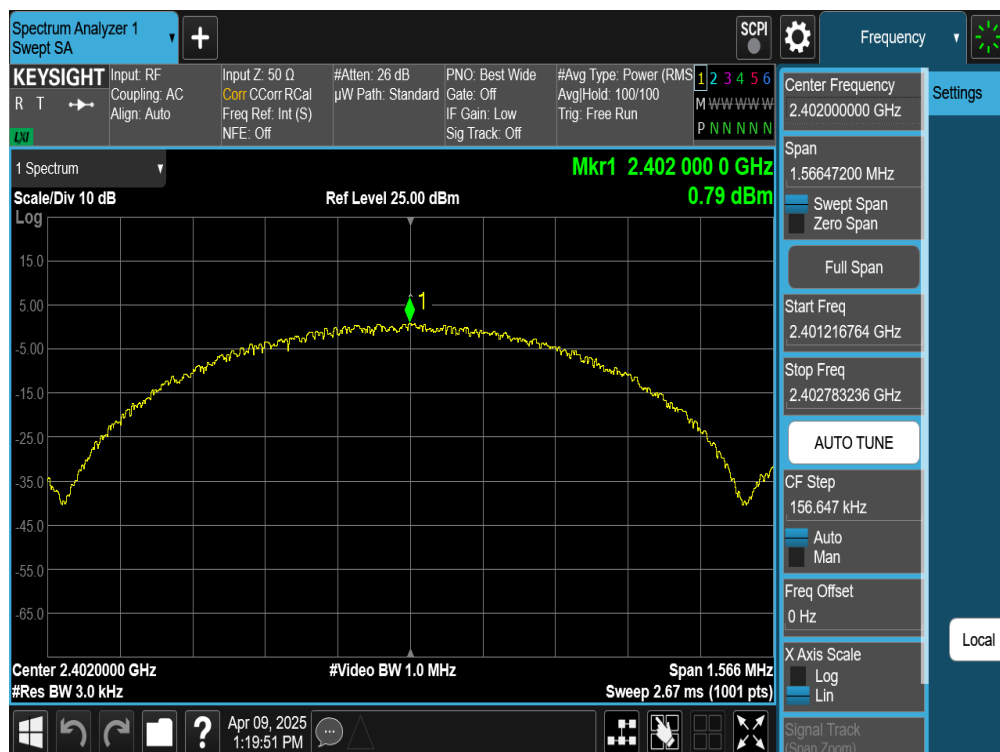 Spectrum Analyzer 1
Swept SA
+
SCPI
Frequency
KEYSIGHT
R T
LXI
Input: RF
Coupling: AC
Align: Auto
Input Z: 50 Ω
Corr CCorr RCal
Freq Ref: Int (S)
NFE: Off
#Atten: 26 dB
µW Path: Standard
PNO: Best Wide
Gate: Off
IF Gain: Low
Sig Track: Off
#Avg Type: Power (RMS
Avg|Hold: 100/100
Trig: Free Run
1 2 3 4 5 6
M W W W W W
P N N N N N
1 Spectrum
Mkr1 2.402 000 0 GHz
0.79 dBm
Scale/Div 10 dB
Ref Level 25.00 dBm
Log
15.0
5.00
-5.00
-15.0
-25.0
-35.0
-45.0
-55.0
-65.0
1
Center 2.4020000 GHz
#Video BW 1.0 MHz
Span 1.566 MHz
#Res BW 3.0 kHz
Sweep 2.67 ms (1001 pts)
Center Frequency
2.402000000 GHz
Settings
Span
1.56647200 MHz
Swept Span
Zero Span
Full Span
Start Freq
2.401216764 GHz
Stop Freq
2.402783236 GHz
AUTO TUNE
CF Step
156.647 kHz
Auto
Man
Freq Offset
0 Hz
Local
X Axis Scale
Log
Lin
Signal Track
(Span Zoom)
?
Apr 09, 2025
1:19:51 PM